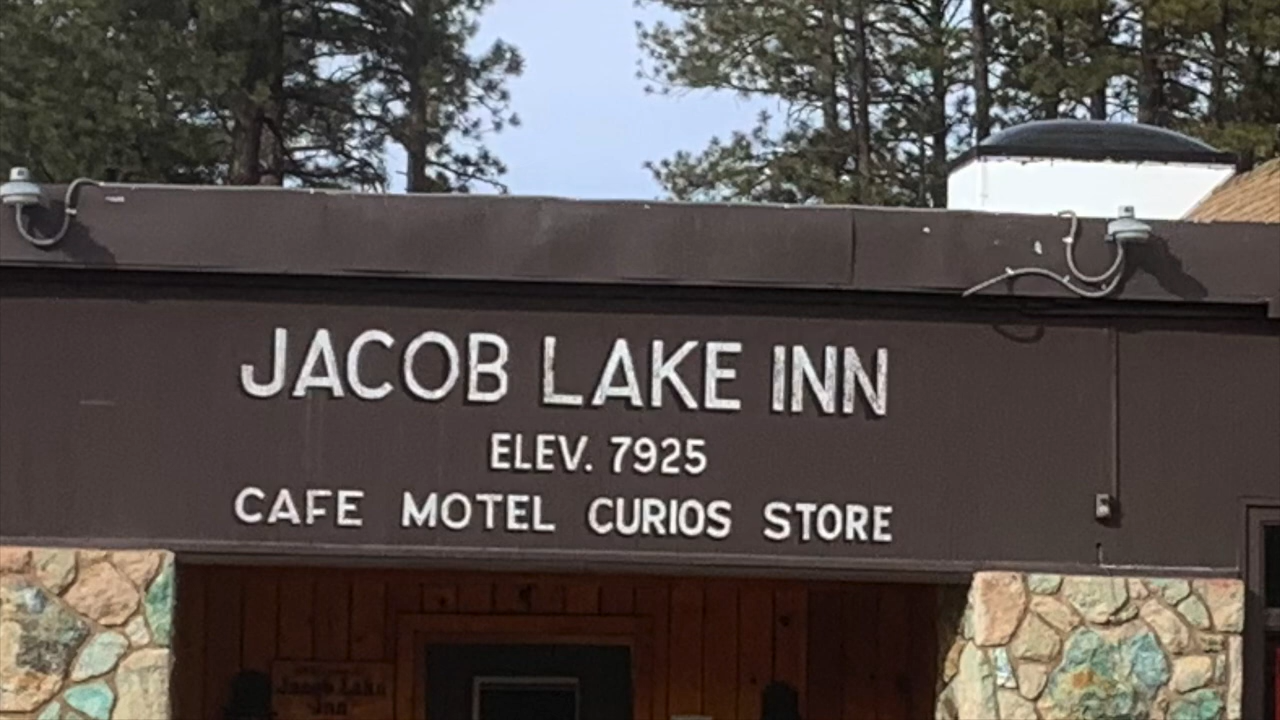 JACOB LAKE INN
ELEV. 7925
CAFE MOTEL CURIOS STORE
Jacob Lake
Inn